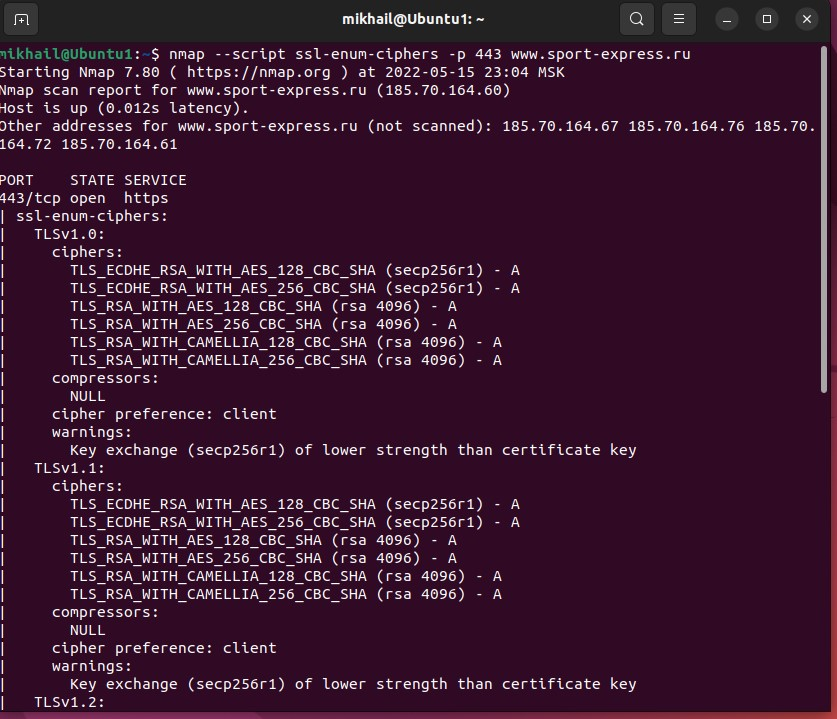 mikhail@Ubuntu1: ~
mikhail@Ubuntu1:~$ nmap --script ssl-enum-ciphers -p 443 www.sport-express.ru
Starting Nmap 7.80 ( https://nmap.org ) at 2022-05-15 23:04 MSK
Nmap scan report for www.sport-express.ru (185.70.164.60)
Host is up (0.012s latency).
Other addresses for www.sport-express.ru (not scanned): 185.70.164.67 185.70.164.76 185.70.
164.72 185.70.164.61

PORT    STATE SERVICE
443/tcp open  https
| ssl-enum-ciphers:
|   TLSv1.0:
|     ciphers:
|       TLS_ECDHE_RSA_WITH_AES_128_CBC_SHA (secp256r1) - A
|       TLS_ECDHE_RSA_WITH_AES_256_CBC_SHA (secp256r1) - A
|       TLS_RSA_WITH_AES_128_CBC_SHA (rsa 4096) - A
|       TLS_RSA_WITH_AES_256_CBC_SHA (rsa 4096) - A
|       TLS_RSA_WITH_CAMELLIA_128_CBC_SHA (rsa 4096) - A
|       TLS_RSA_WITH_CAMELLIA_256_CBC_SHA (rsa 4096) - A
|     compressors:
|       NULL
|     cipher preference: client
|     warnings:
|       Key exchange (secp256r1) of lower strength than certificate key
|   TLSv1.1:
|     ciphers:
|       TLS_ECDHE_RSA_WITH_AES_128_CBC_SHA (secp256r1) - A
|       TLS_ECDHE_RSA_WITH_AES_256_CBC_SHA (secp256r1) - A
|       TLS_RSA_WITH_AES_128_CBC_SHA (rsa 4096) - A
|       TLS_RSA_WITH_AES_256_CBC_SHA (rsa 4096) - A
|       TLS_RSA_WITH_CAMELLIA_128_CBC_SHA (rsa 4096) - A
|       TLS_RSA_WITH_CAMELLIA_256_CBC_SHA (rsa 4096) - A
|     compressors:
|       NULL
|     cipher preference: client
|     warnings:
|       Key exchange (secp256r1) of lower strength than certificate key
|   TLSv1.2: